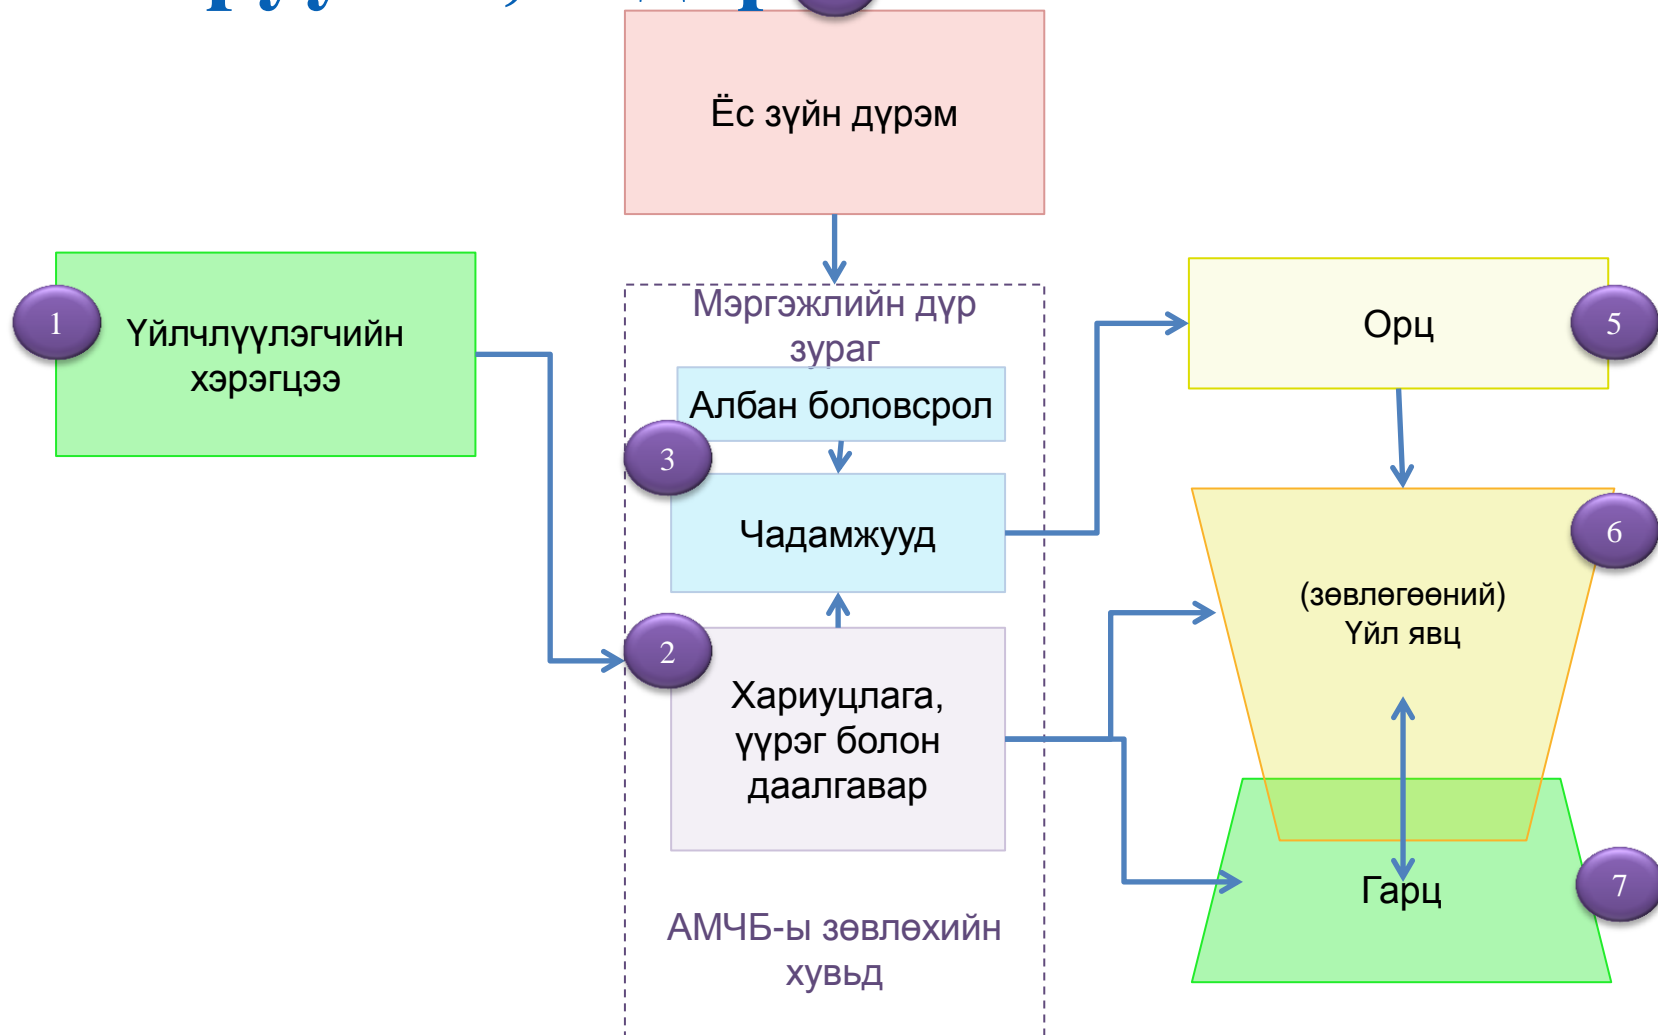 Ёс зүйн дүрэм
1
Үйлчлүүлэгчийн
хэрэгцээ
Мэргэжлийн дүр
зураг
Албан боловсрол
3
Чадамжууд
2
Хариуцлага,
үүрэг болон
даалгавар
АМЧБ-ы зөвлөхийн
хувьд
Орц
5
6
(зөвлөгөөний)
Үйл явц
Гарц
7